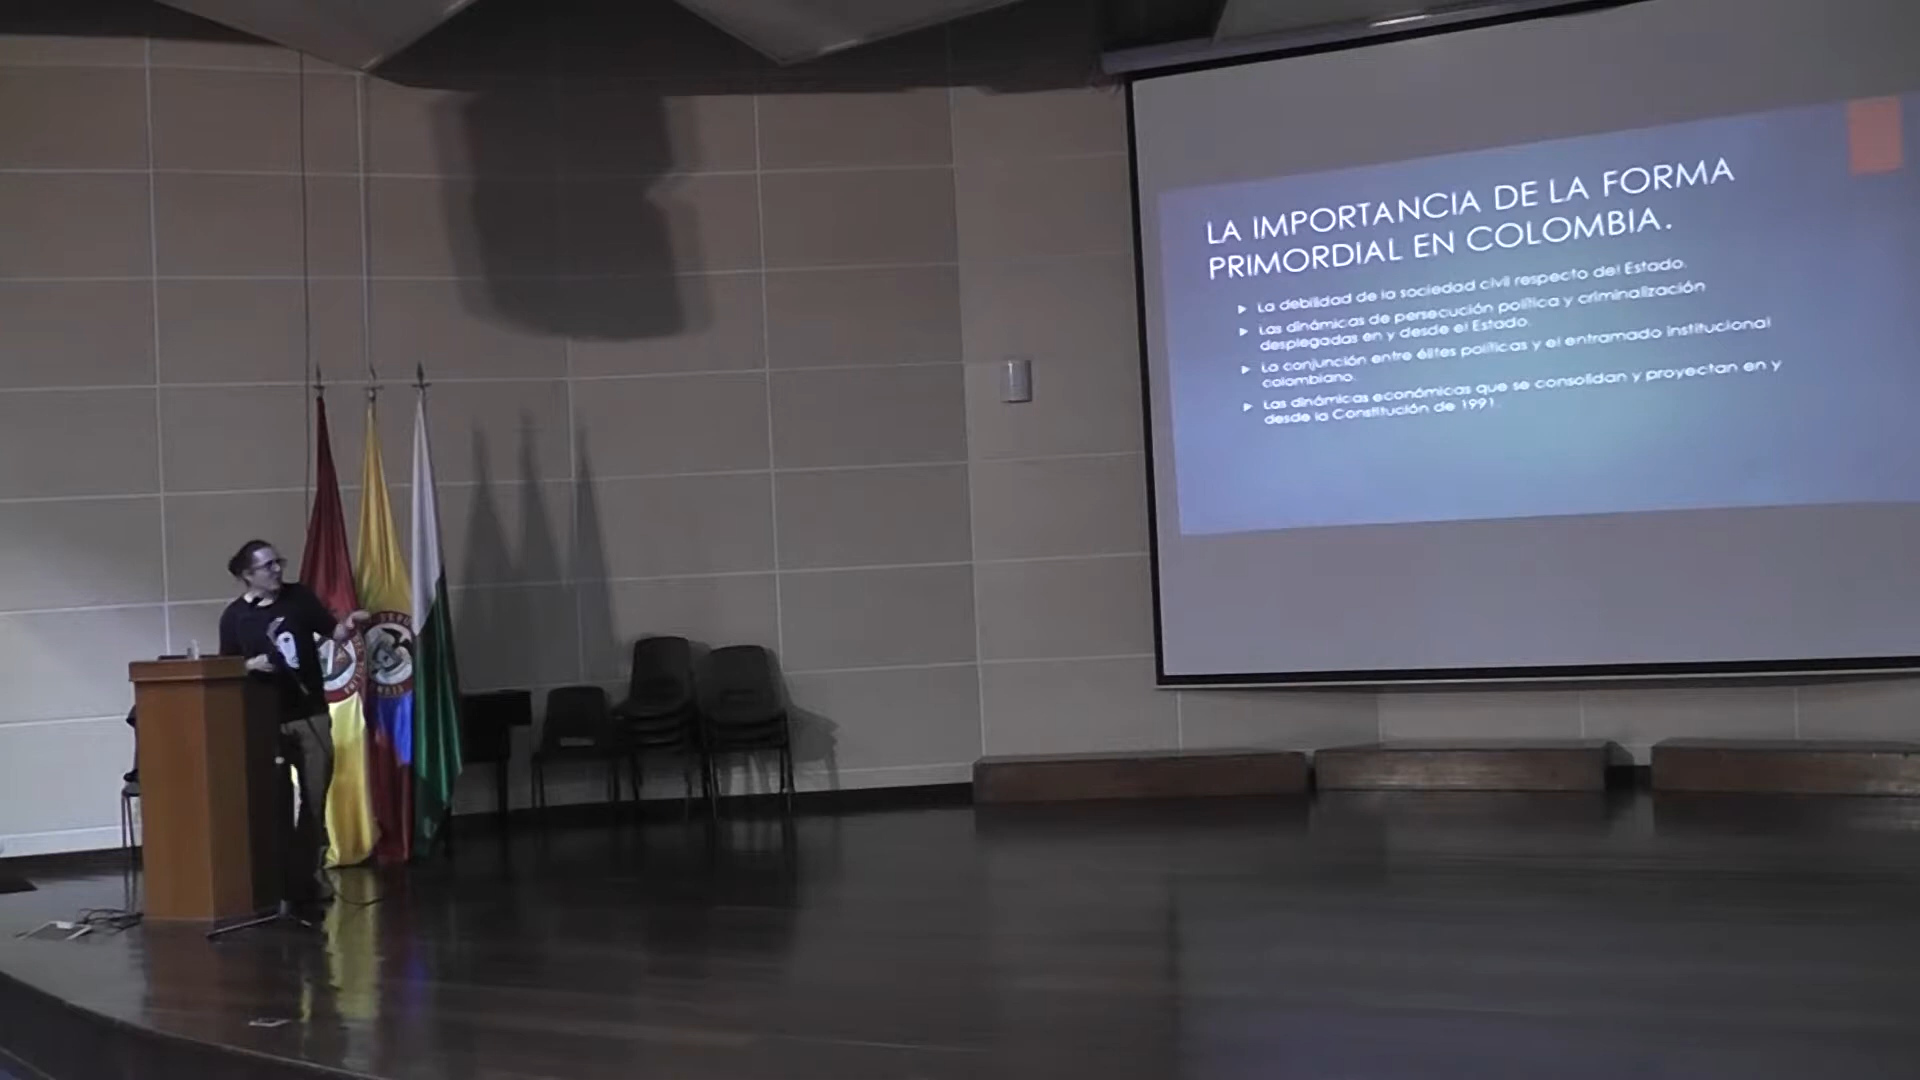 LA IMPORTANCIA DE LA FORMA
PRIMORDIAL EN COLOMBIA.
La debilidad de la sociedad civil respecto del Estado.
Las dinámicas de persecución política y criminalización
desplegadas en y desde el Estado.
La conjunción entre élites políticas y el entramado institucional
colombiano.
Las dinámicas económicas que se consolidan y proyectan en y
desde la Constitución de 1991.